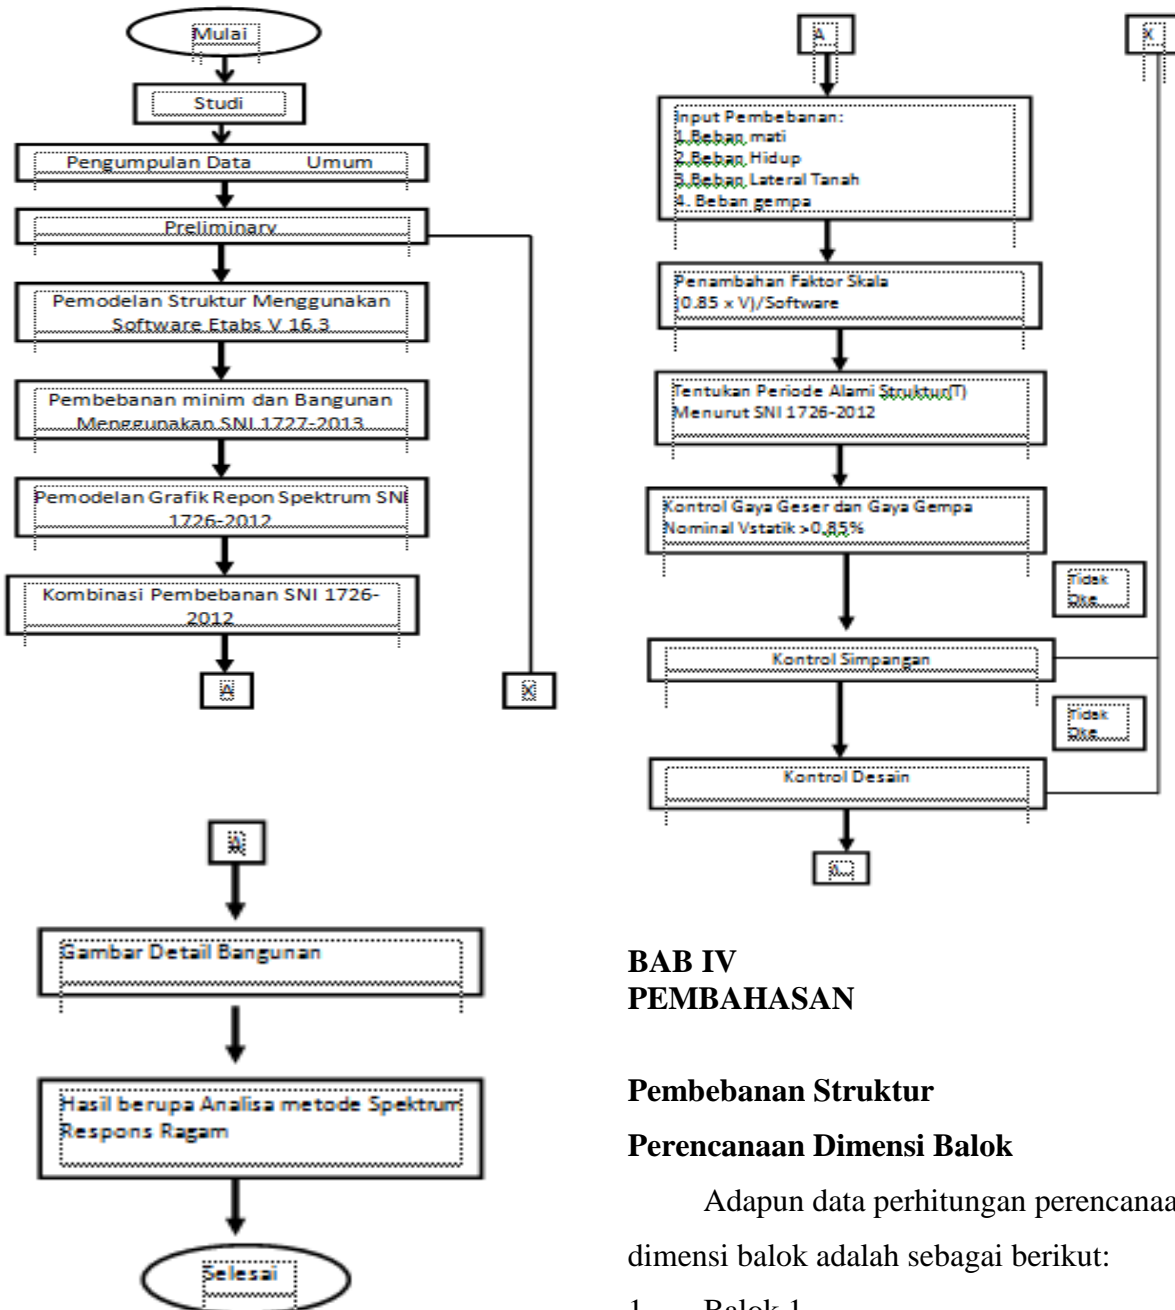 Mulai
Studi
Pengumpulan Data Umum
Preliminary
Pemodelan Struktur Menggunakan
Software Etabs V 16.3
Pembebanan minim dan Bangunan
Menggunakan SNI 1727-2013
Pemodelan Grafik Repon Spektrum SNI
1726-2012
Kombinasi Pembebanan SNI 1726-
2012
A
X
A
Gambar Detail Bangunan
Hasil berupa Analisa metode Spektrum
Respons Ragam
Selesai
A
X
Input Pembebanan:
1.Beban mati
2.Beban Hidup
3.Beban Lateral Tanah
4. Beban gempa
Penambahan Faktor Skala
(0.85 x V)/Software
Tentukan Periode Alami Struktur(T)
Menurut SNI 1726-2012
Kontrol Gaya Geser dan Gaya Gempa
Nominal Vstatik >0.85%
Tidak
Oke
Kontrol Simpangan
Tidak
Oke
Kontrol Desain
A
BAB IV
PEMBAHASAN
Pembebanan Struktur
Perencanaan Dimensi Balok
Adapun data perhitungan perencanaa
dimensi balok adalah sebagai berikut:
1. Balok 1